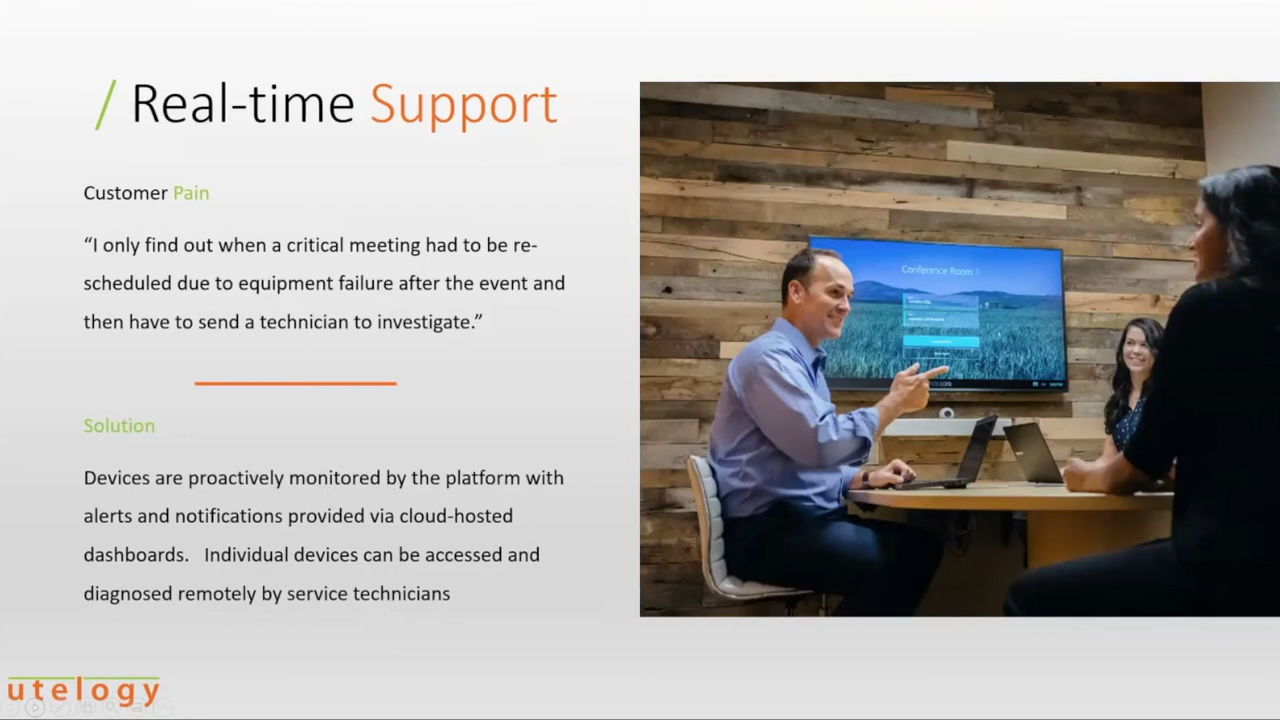 / Real-time Support
Customer Pain
“I only find out when a critical meeting had to be re-
scheduled due to equipment failure after the event and
then have to send a technician to investigate.”
Solution
Devices are proactively monitored by the platform with
alerts and notifications provided via cloud-hosted
dashboards.   Individual devices can be accessed and
diagnosed remotely by service technicians
Conference Room 1
utelogy